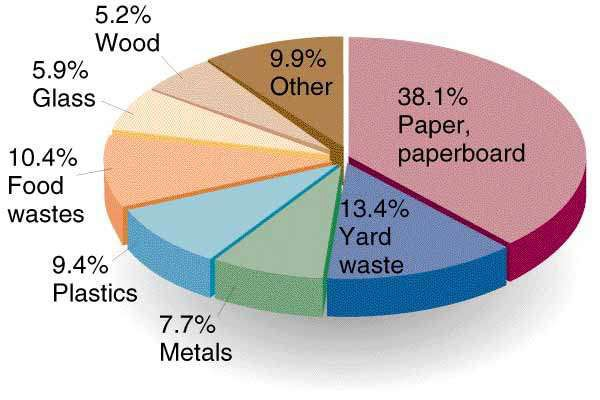 5.2%
Wood
9.9%
Other
5.9%
Glass
38.1%
Paper,
paperboard
10.4%
Food
wastes
13.4%
Yard
waste
9.4%
Plastics
7.7%
Metals